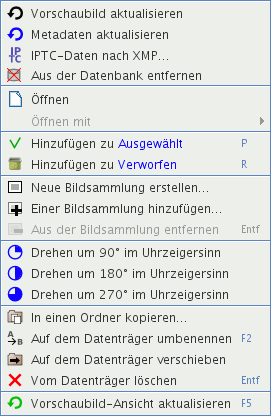 Vorschaubild aktualisieren
Metadaten aktualisieren
IPTC-Daten nach XMP...
Aus der Datenbank entfernen
Öffnen
Öffnen mit
Hinzufügen zu Ausgewählt P
Hinzufügen zu Verworfen R
Neue Bildsammlung erstellen...
Einer Bildsammlung hinzufügen...
Aus der Bildsammlung entfernen Entf
Drehen um 90° im Uhrzeigersinn
Drehen um 180° im Uhrzeigersinn
Drehen um 270° im Uhrzeigersinn
In einen Ordner kopieren...
Auf dem Datenträger umbenennen F2
Auf dem Datenträger verschieben
Vom Datenträger löschen Entf
Vorschaubild-Ansicht aktualisieren F5